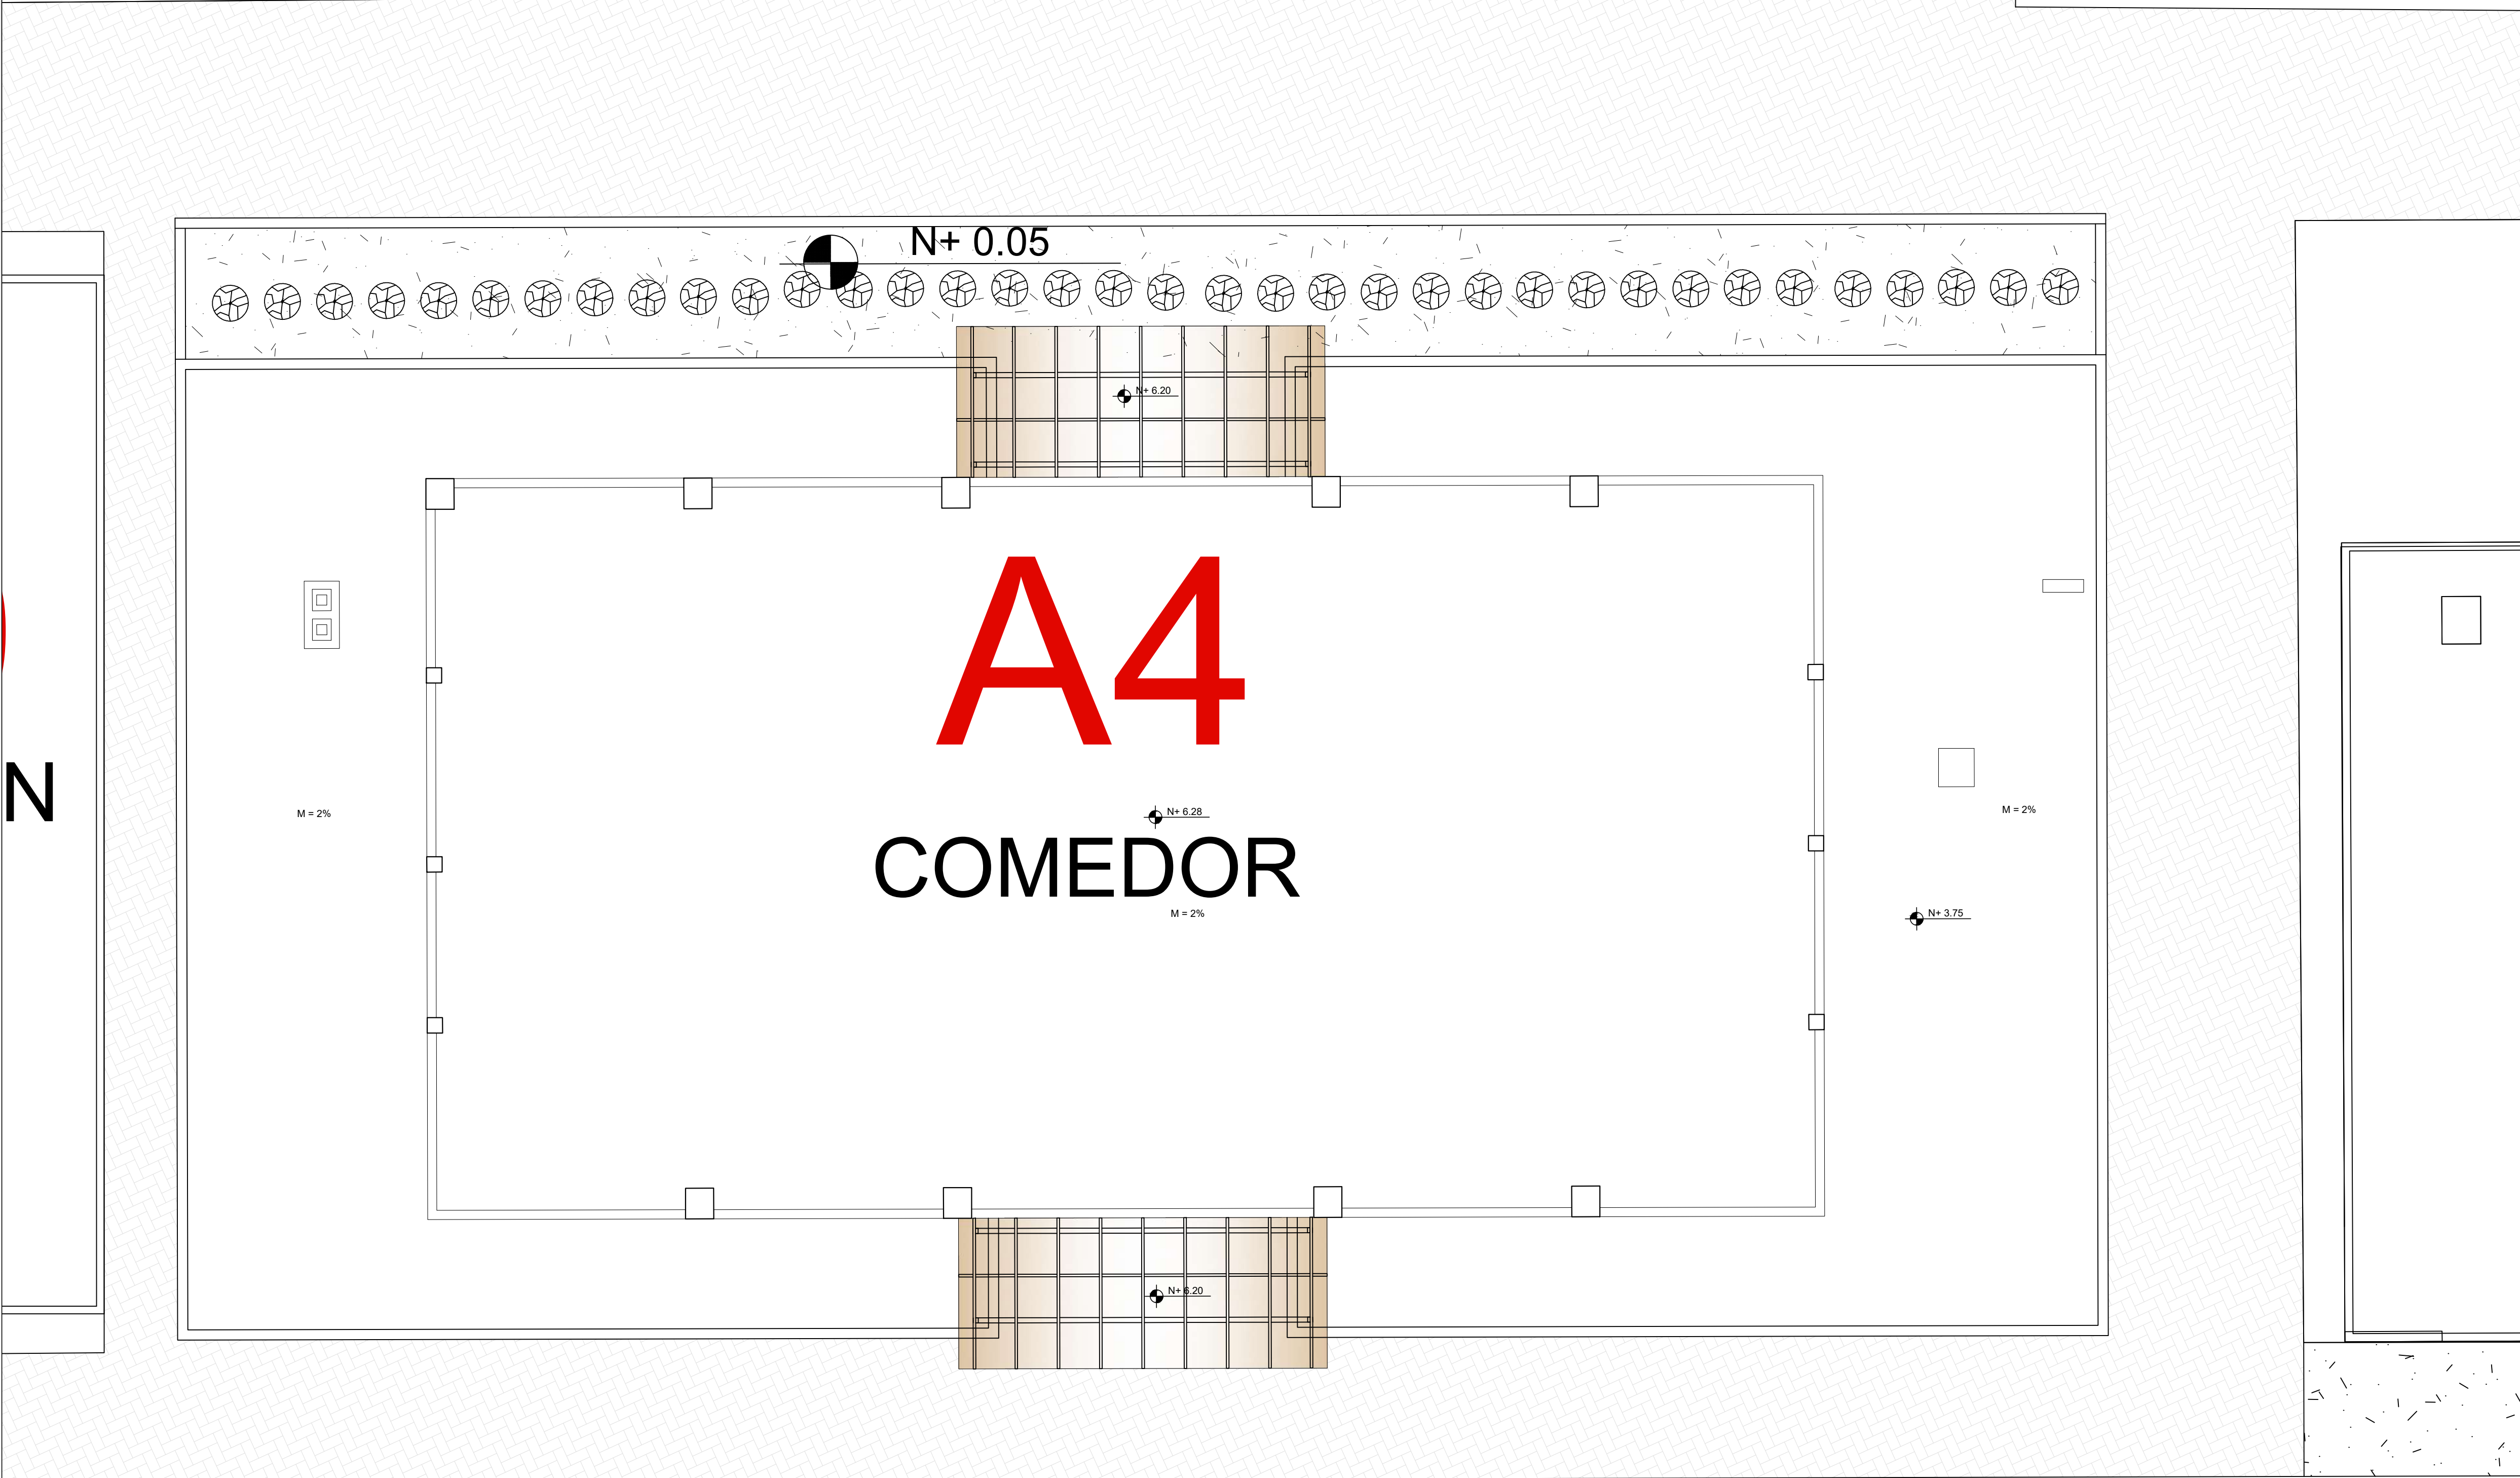 N+ 0.05
N+ 6.20
A4
N
M = 2%
N+ 6.28
M = 2%
COMEDOR
M = 2%
N+ 3.75
N+ 6.20